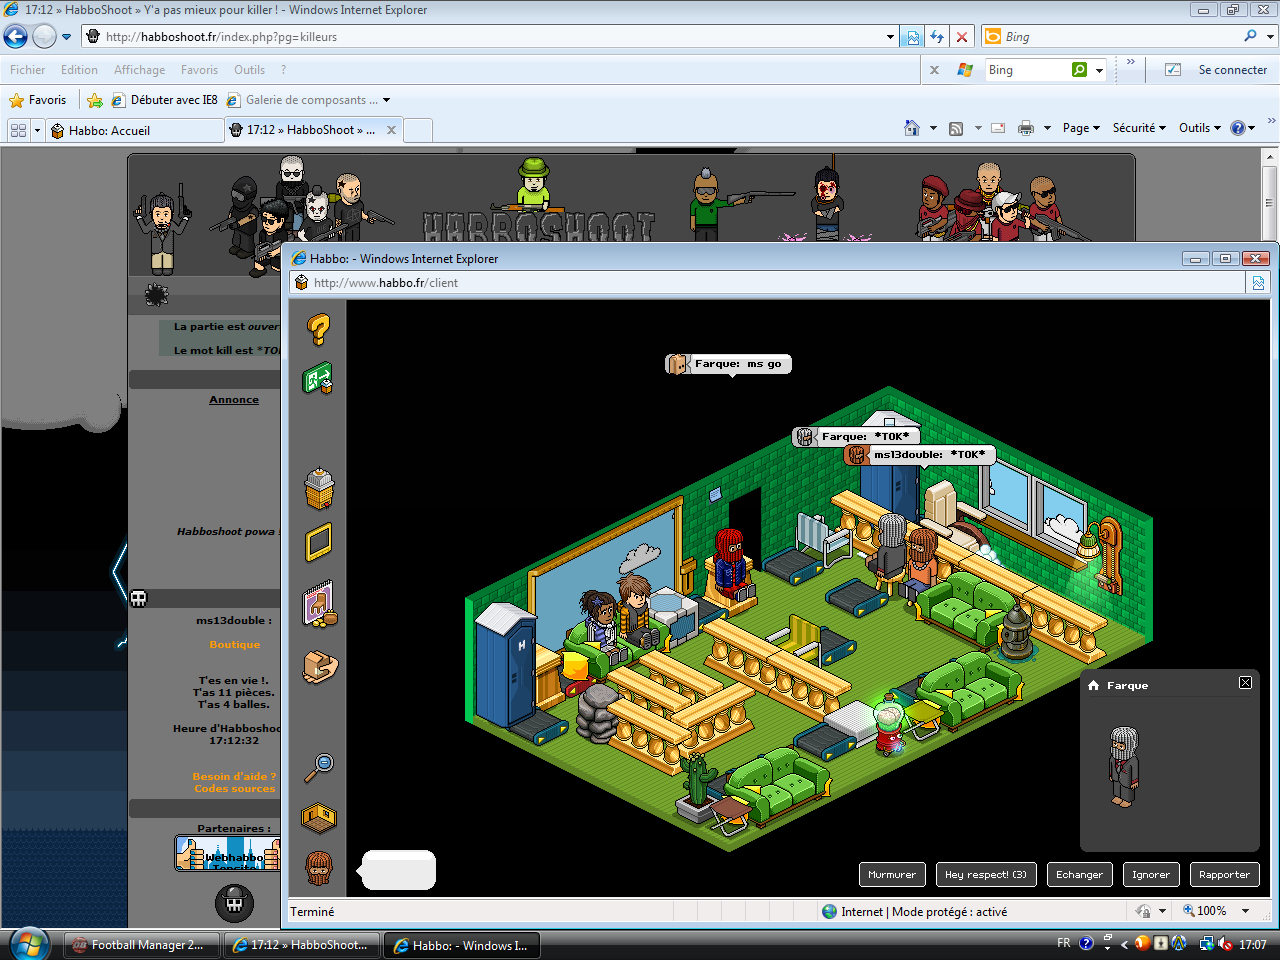 17:12 » HabboShoot » Y'a pas mieux pour killer ! - Windows Internet Explorer
http://habboshoot.fr/index.php?pg=killeurs
Bing
Fichier Edition Affichage Favoris Outils ?
Bing
Se connecter
Favoris
Débuter avec IE8
Galerie de composants ...
Habbo: Accueil
17:12 » HabboShoot » ...
Page
Sécurité
Outils
HABBOSHOOT
Habbo: - Windows Internet Explorer
http://www.habbo.fr/client
La partie est ouver
Le mot kill est *TO
Annonce
Habboshoot powa
ms13double :
Boutique
T'es en vie !.
T'as 11 pièces.
T'as 4 balles.
Heure d'Habboshoo
17:12:32
Besoin d'aide ?
Codes sources
Partenaires :
Webhabbo
Farque: ms go
Farque: *TOK*
ms13double: *TOK*
H
Farque
Murmurer
Hey respect! (3)
Echanger
Ignorer
Rapporter
Terminé
Internet | Mode protégé : activé
100%
Football Manager 2...
17:12 » HabboShoot...
Habbo: - Windows I...
FR
17:07